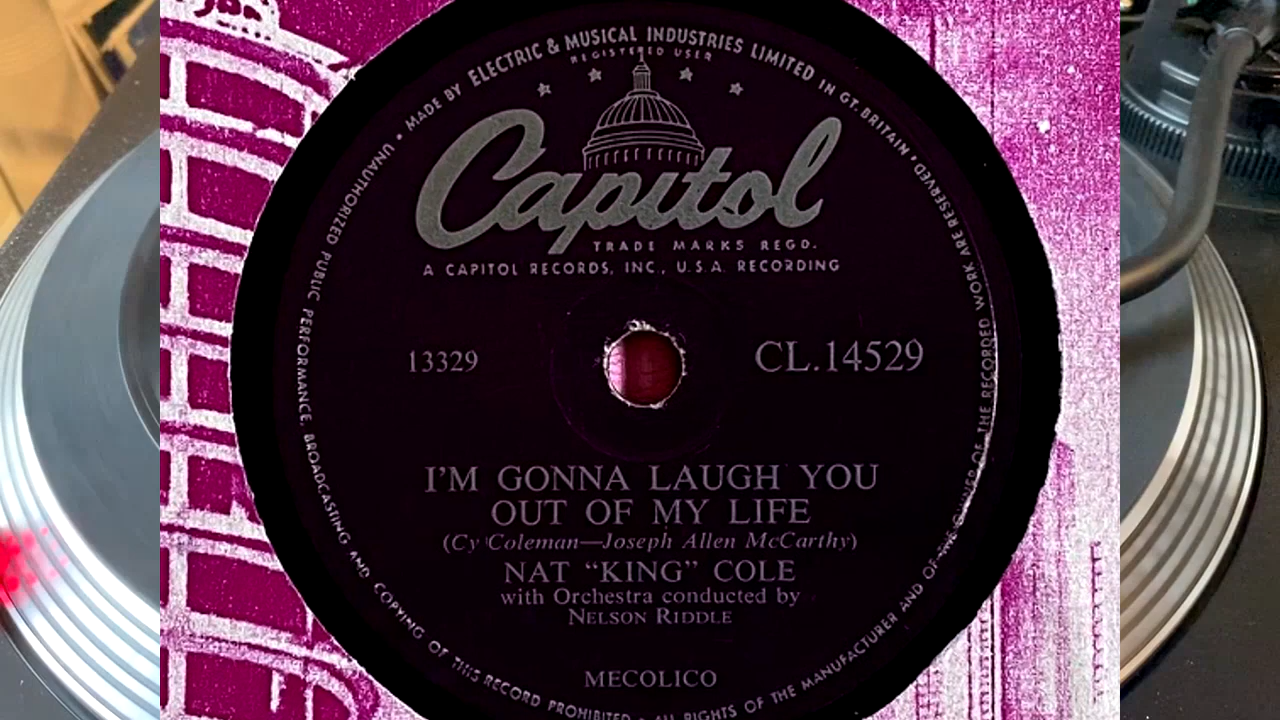 MADE BY ELECTRIC & MUSICAL INDUSTRIES LIMITED IN GT. BRITAIN • ALL RIGHTS OF THE MANUFACTURER AND OF THE OWNER OF THE RECORDED WORK ARE RESERVED
UNAUTHORIZED PUBLIC PERFORMANCE, BROADCASTING AND COPYING OF THIS RECORD PROHIBITED •
REGISTERED USER
Capitol
TRADE MARKS REGD.
A CAPITOL RECORDS, INC., U.S.A. RECORDING
13329
CL.14529
I'M GONNA LAUGH YOU
OUT OF MY LIFE
(Cy Coleman—Joseph Allen McCarthy)
NAT “KING” COLE
with Orchestra conducted by
NELSON RIDDLE
MECOLICO